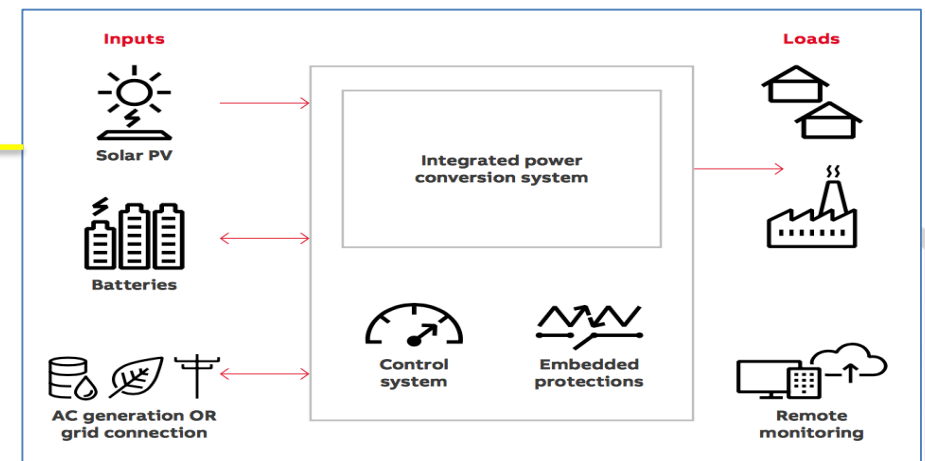 Inputs
Loads
Solar PV
Integrated power
conversion system
Batteries
Control
system
Embedded
protections
AC generation OR
grid connection
Remote
monitoring